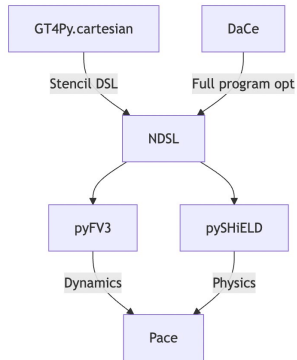 GT4Py.cartesian
DaCe
Stencil DSL
Full program opt
NDSL
pyFV3
pySHiELD
Dynamics
Physics
Pace